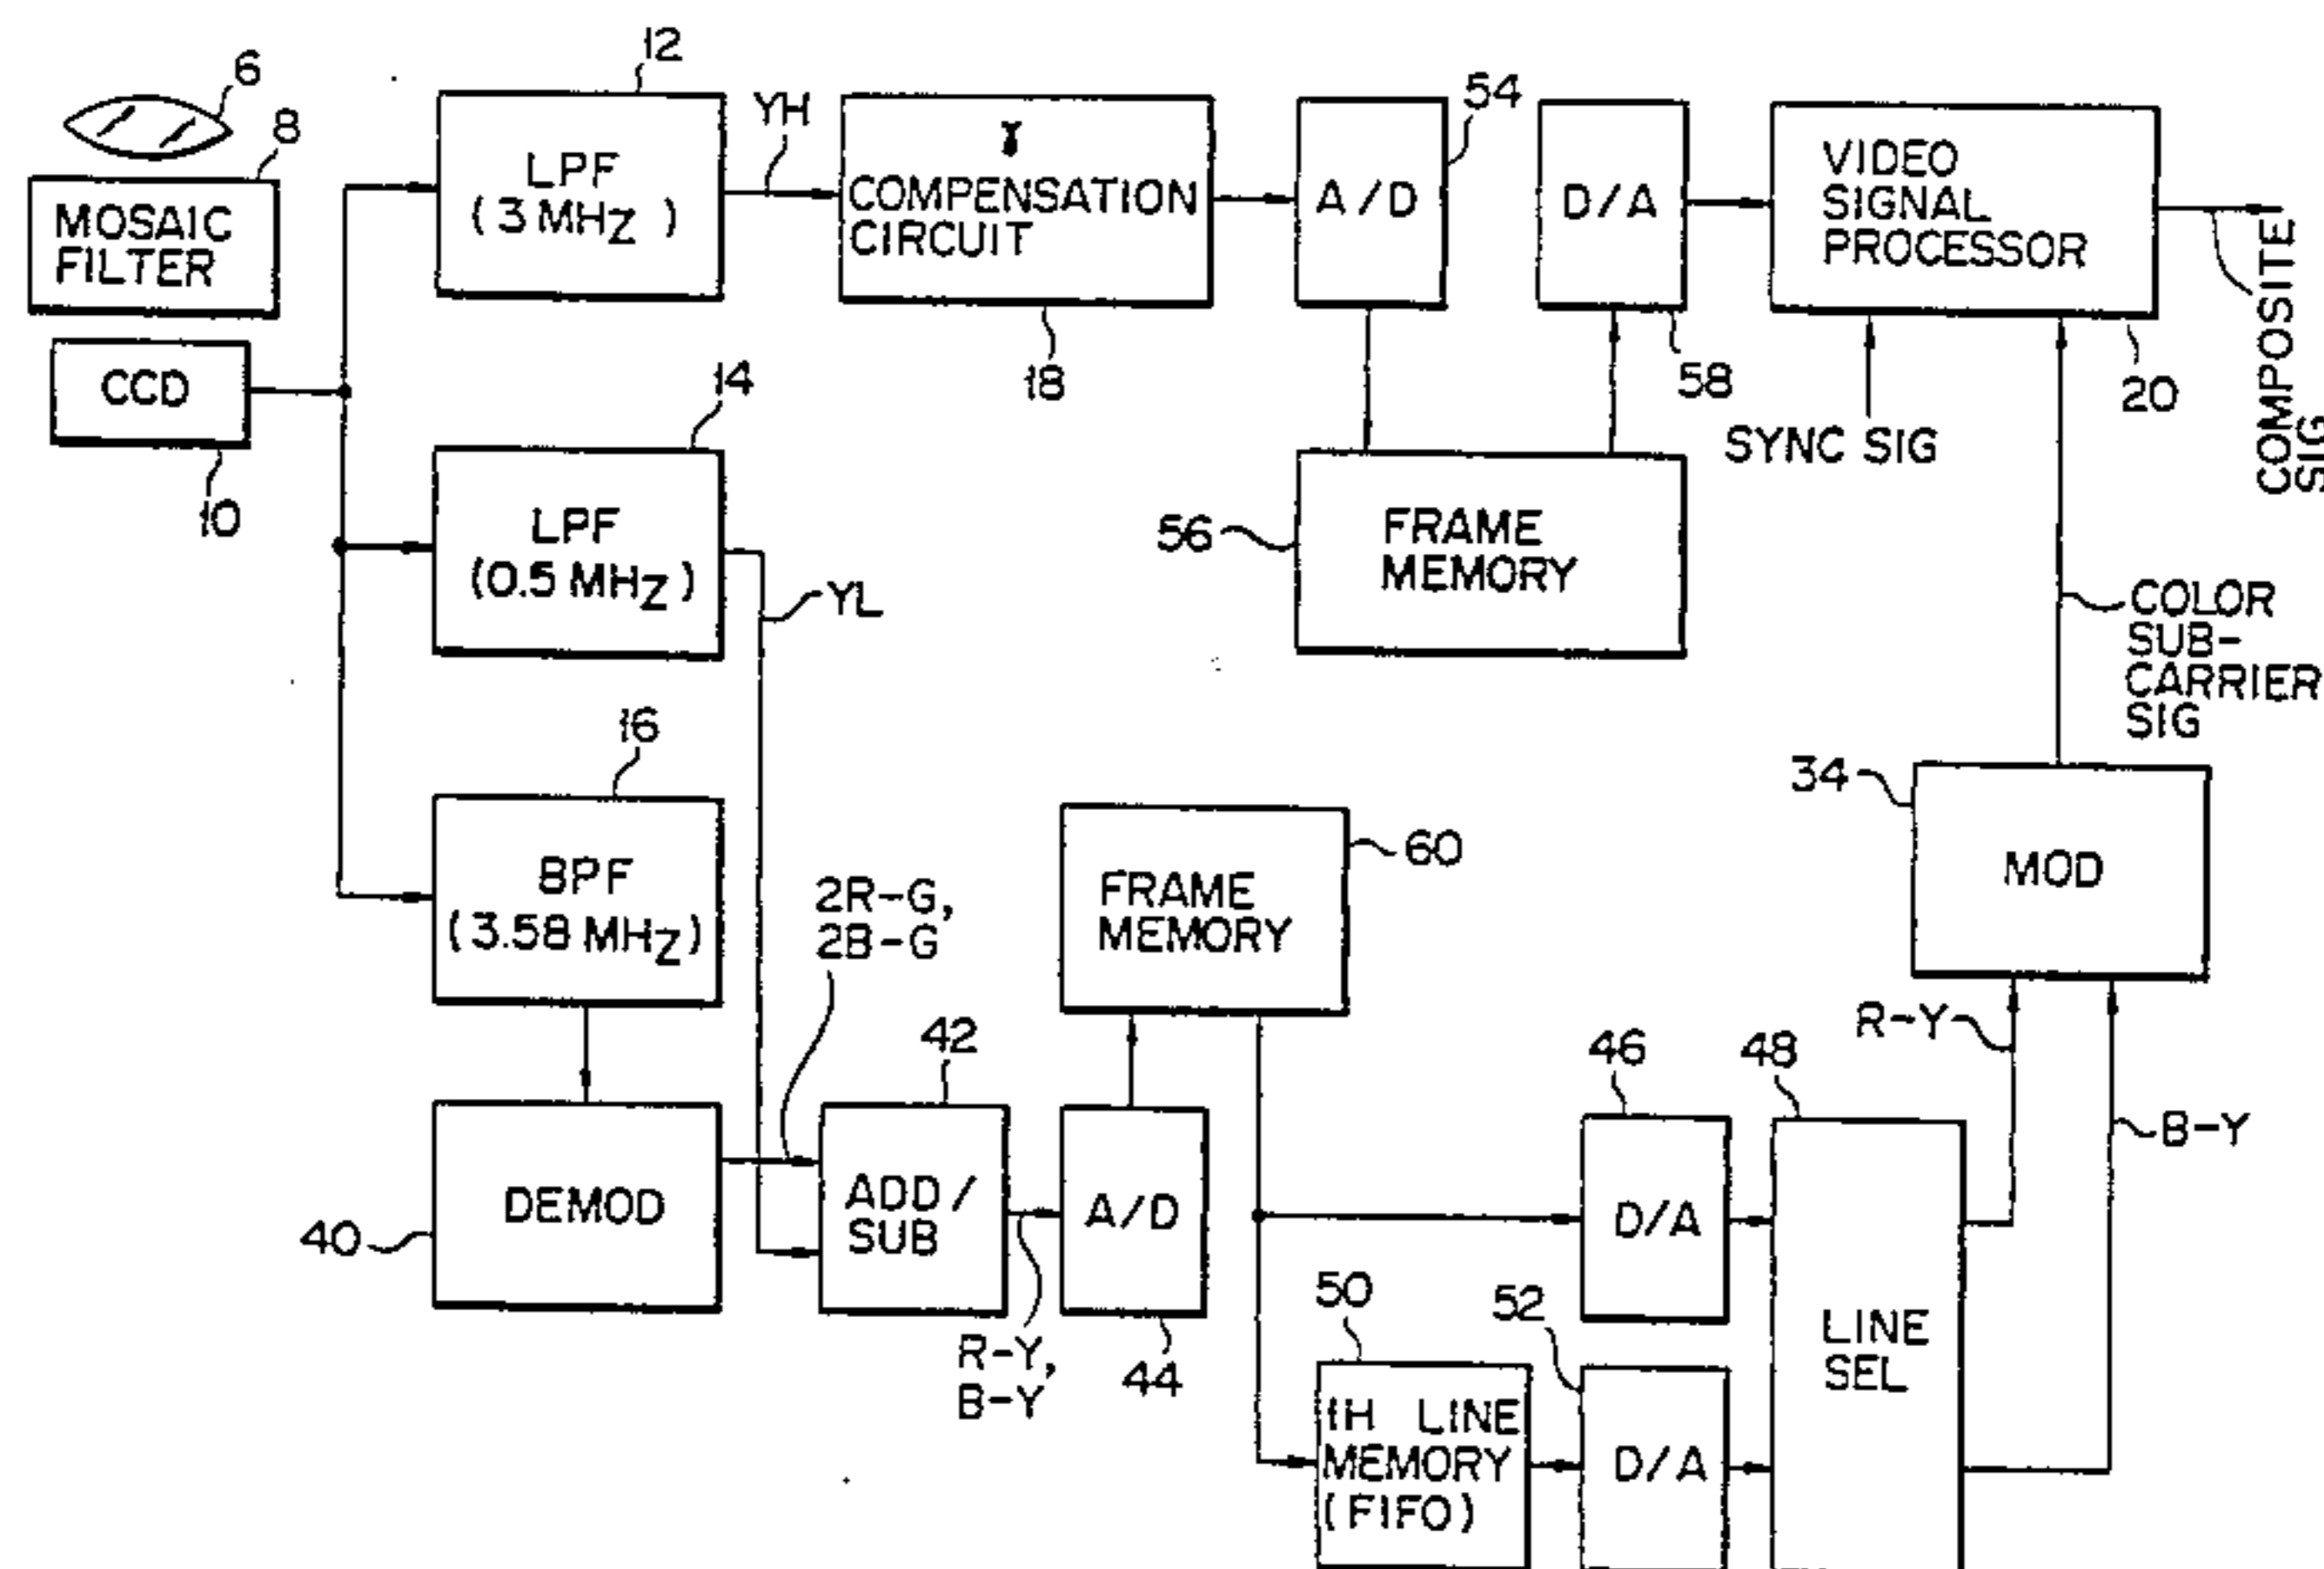 6
8
MOSAIC
FILTER
CCD
10
12
LPF
(3 MHZ)
YH
γ
COMPENSATION
CIRCUIT
18
54
A/D
D/A
58
VIDEO
SIGNAL
PROCESSOR
20
COMPOSITE
SIG
SYNC SIG
14
LPF
(0.5 MHZ)
YL
56
FRAME
MEMORY
COLOR
SUB-
CARRIER
SIG
16
BPF
(3.58 MHZ)
2R-G,
2B-G
60
FRAME
MEMORY
34
MOD
R-Y
B-Y
40
DEMOD
42
ADD/
SUB
R-Y,
B-Y
A/D
44
46
D/A
48
LINE
SEL
50
1H LINE
MEMORY
(FIFO)
52
D/A